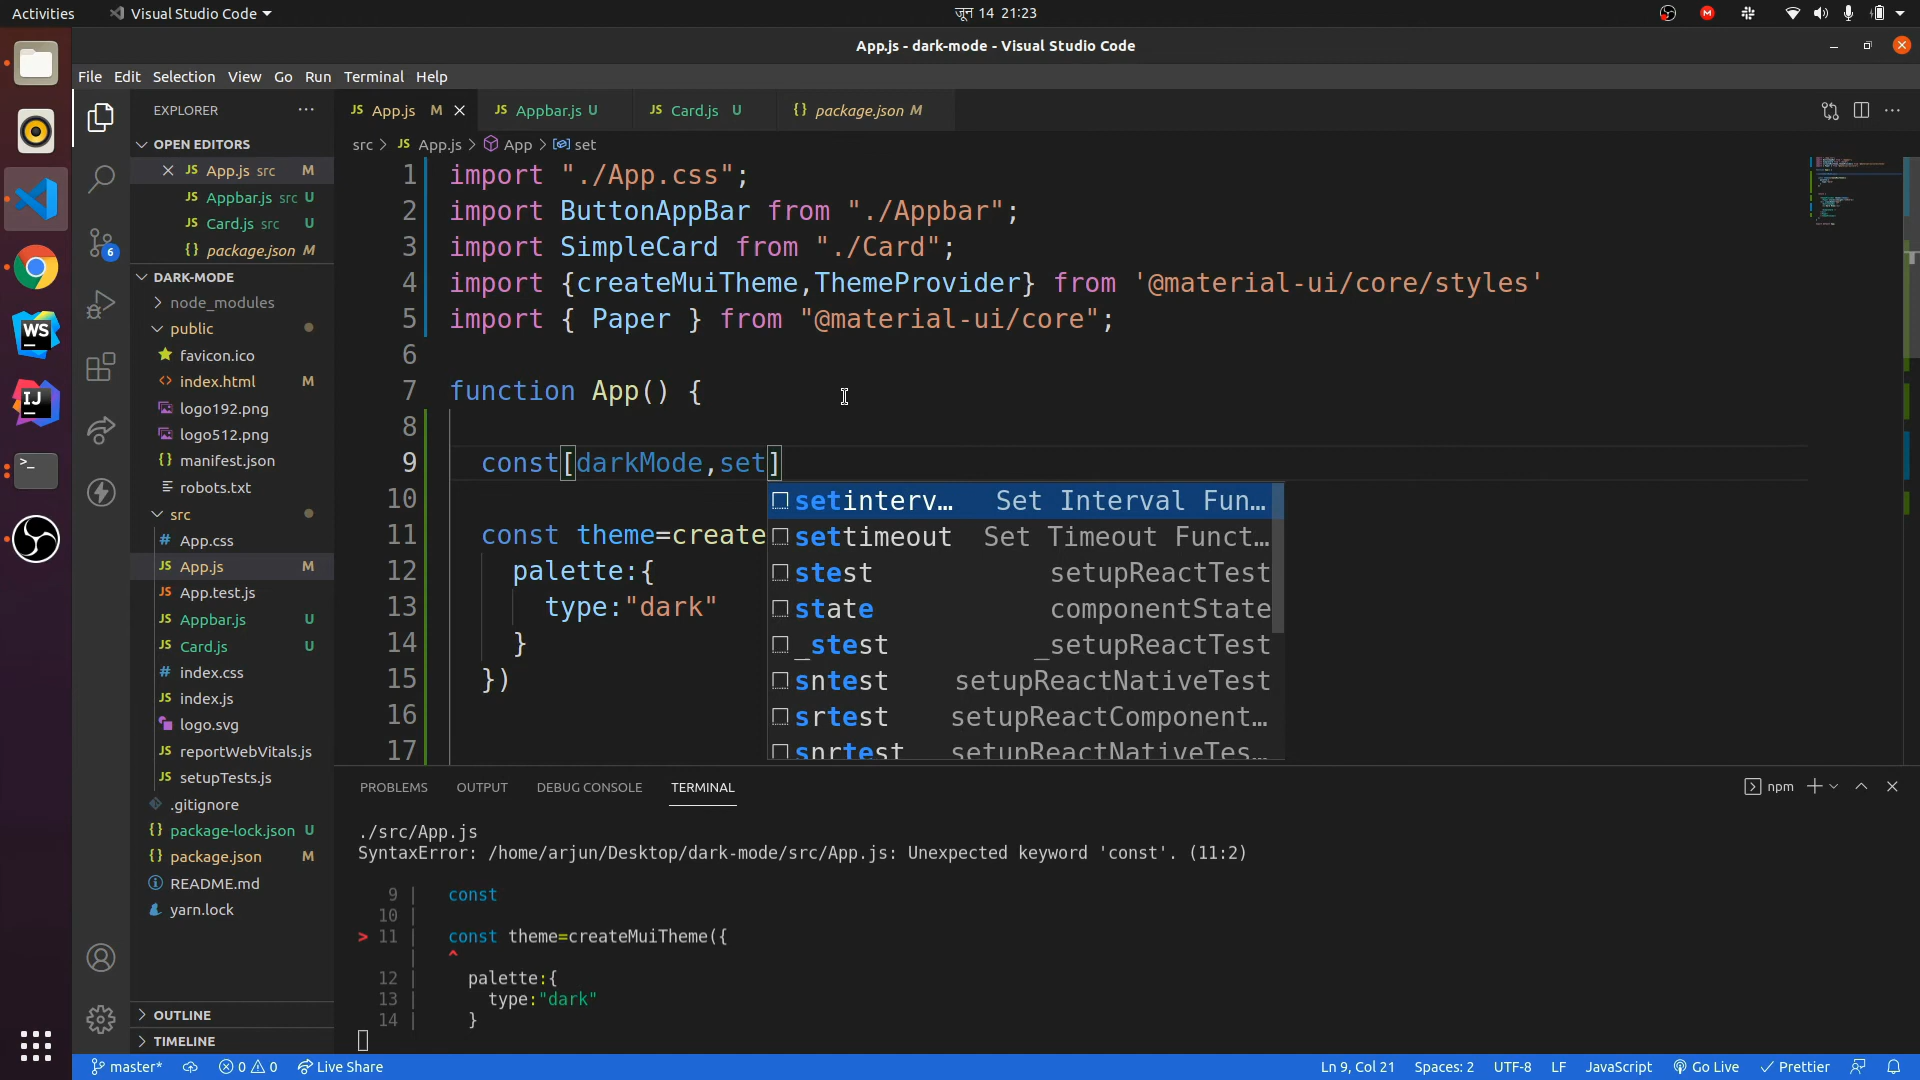 Activities
Visual Studio Code
जून 14 21:23
App.js - dark-mode - Visual Studio Code
File Edit Selection View Go Run Terminal Help
EXPLORER
OPEN EDITORS
App.js src M
Appbar.js src U
Card.js src U
package.json M
DARK-MODE
node_modules
public
favicon.ico
index.html M
logo192.png
logo512.png
manifest.json
robots.txt
src
App.css
App.js M
App.test.js
Appbar.js U
Card.js U
index.css
index.js
logo.svg
reportWebVitals.js
setupTests.js
.gitignore
package-lock.json U
package.json M
README.md
yarn.lock
OUTLINE
TIMELINE
JS App.js M
JS Appbar.js U
JS Card.js U
{} package.json M
src > JS App.js > App > set
1 import "./App.css";
2 import ButtonAppBar from "./Appbar";
3 import SimpleCard from "./Card";
4 import {createMuiTheme,ThemeProvider} from '@material-ui/core/styles'
5 import { Paper } from "@material-ui/core";
6
7 function App() {
8
9 const[darkMode,set]
10
11 const theme=create
12 palette:{
13 type:"dark"
14 }
15 })
16
17
setinterv… Set Interval Fun…
settimeout Set Timeout Funct…
stest setupReactTest
state componentState
_stest _setupReactTest
sntest setupReactNativeTest
srtest setupReactComponent…
snrtest setupReactNativeTes…
PROBLEMS OUTPUT DEBUG CONSOLE TERMINAL
npm
./src/App.js
SyntaxError: /home/arjun/Desktop/dark-mode/src/App.js: Unexpected keyword 'const'. (11:2)
9 | const
10 |
> 11 | const theme=createMuiTheme({
| ^
12 | palette:{
13 | type:"dark"
14 | }
master* 0 0 Live Share
Ln 9, Col 21 Spaces: 2 UTF-8 LF JavaScript Go Live Prettier
WS
IJ
6